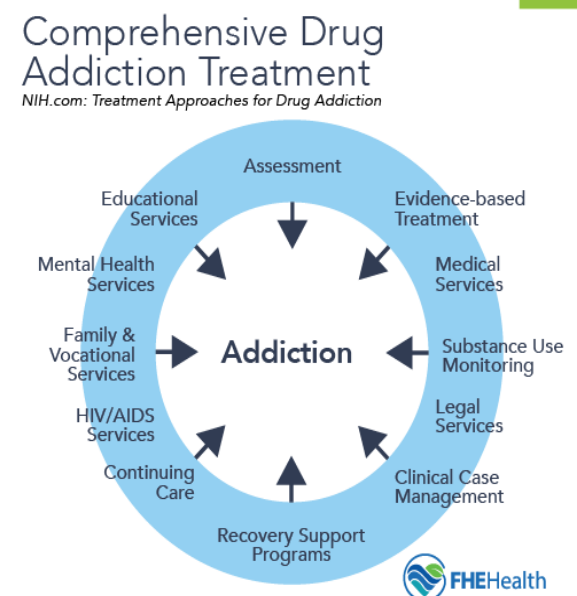 Comprehensive Drug
Addiction Treatment
NIH.com: Treatment Approaches for Drug Addiction
Assessment
Evidence-based
Treatment
Medical
Services
Substance Use
Monitoring
Legal
Services
Clinical Case
Management
Recovery Support
Programs
Continuing
Care
HIV/AIDS
Services
Family &
Vocational
Services
Mental Health
Services
Educational
Services
Addiction
FHEHealth